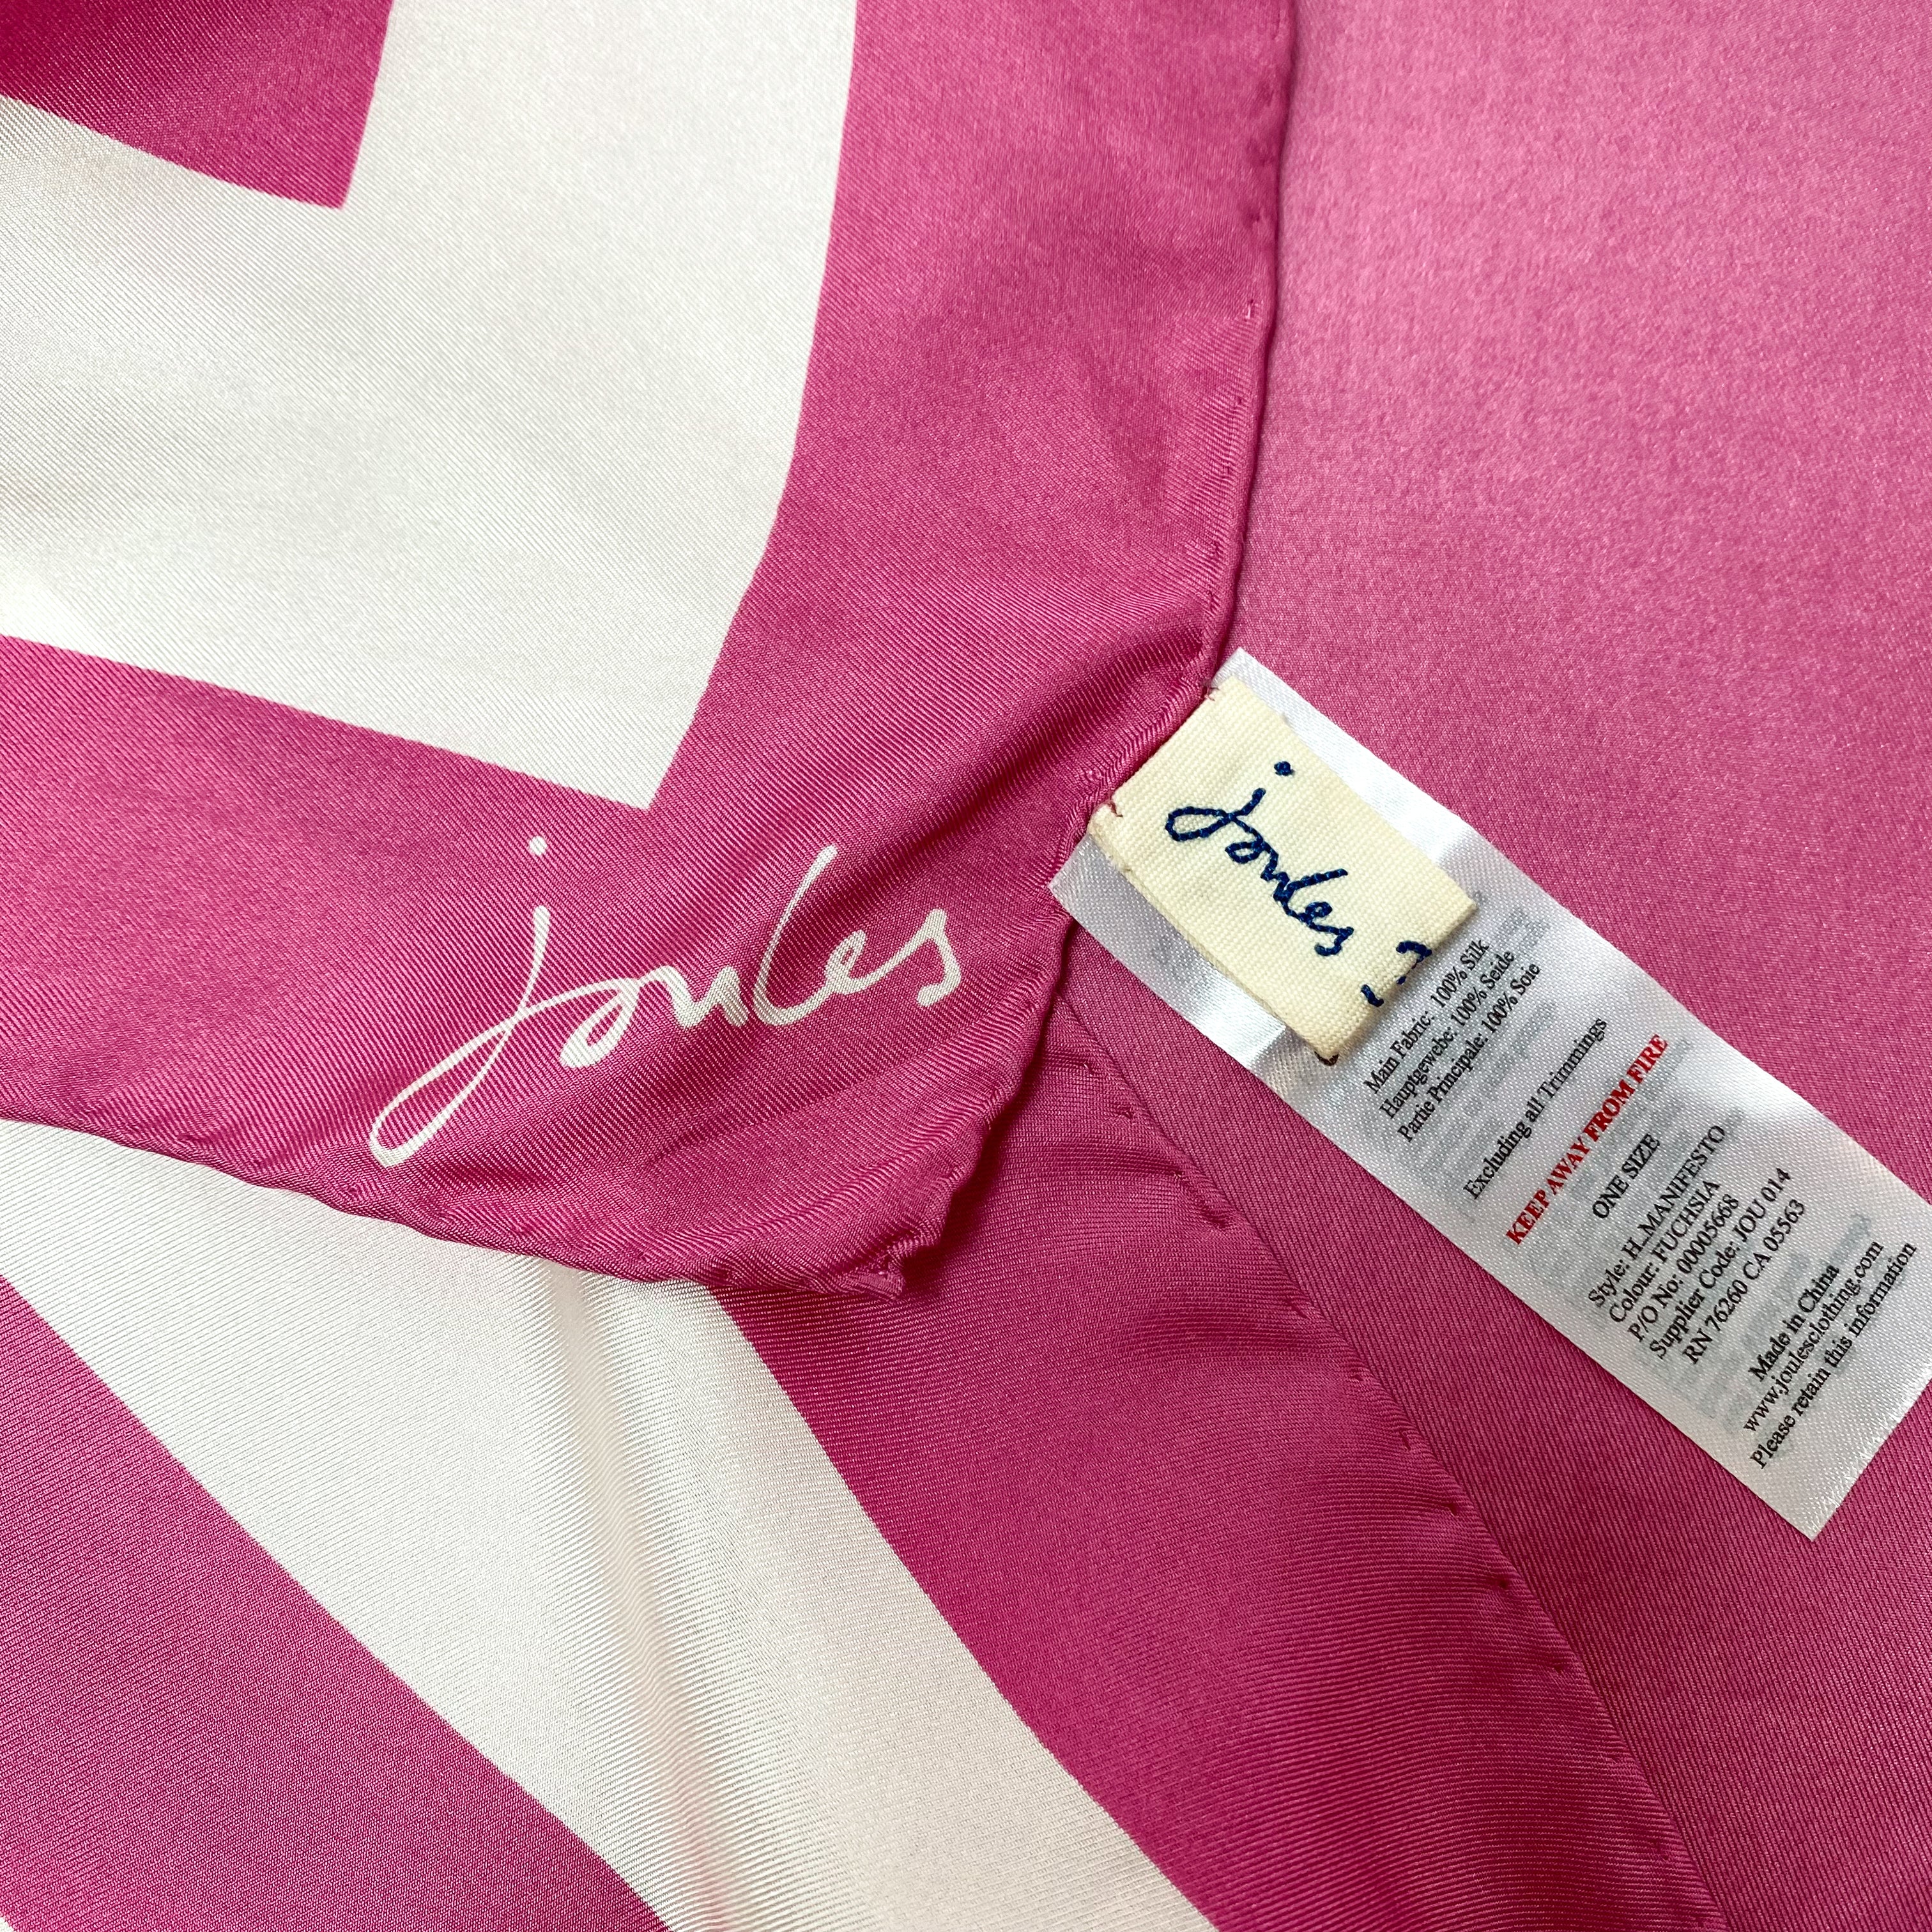 joules
joules
Main Fabric: 100% Silk
Hauptgewebe: 100% Seide
Partie Principale: 100% Soie
Excluding all Trimmings
KEEP AWAY FROM FIRE
ONE SIZE
Style: H_MANIFESTO
Colour: FUCHSIA
P/O No: 00005668
Supplier Code: JOU 014
RN 76260 CA 05563
Made in China
www.joulesclothing.com
Please retain this information